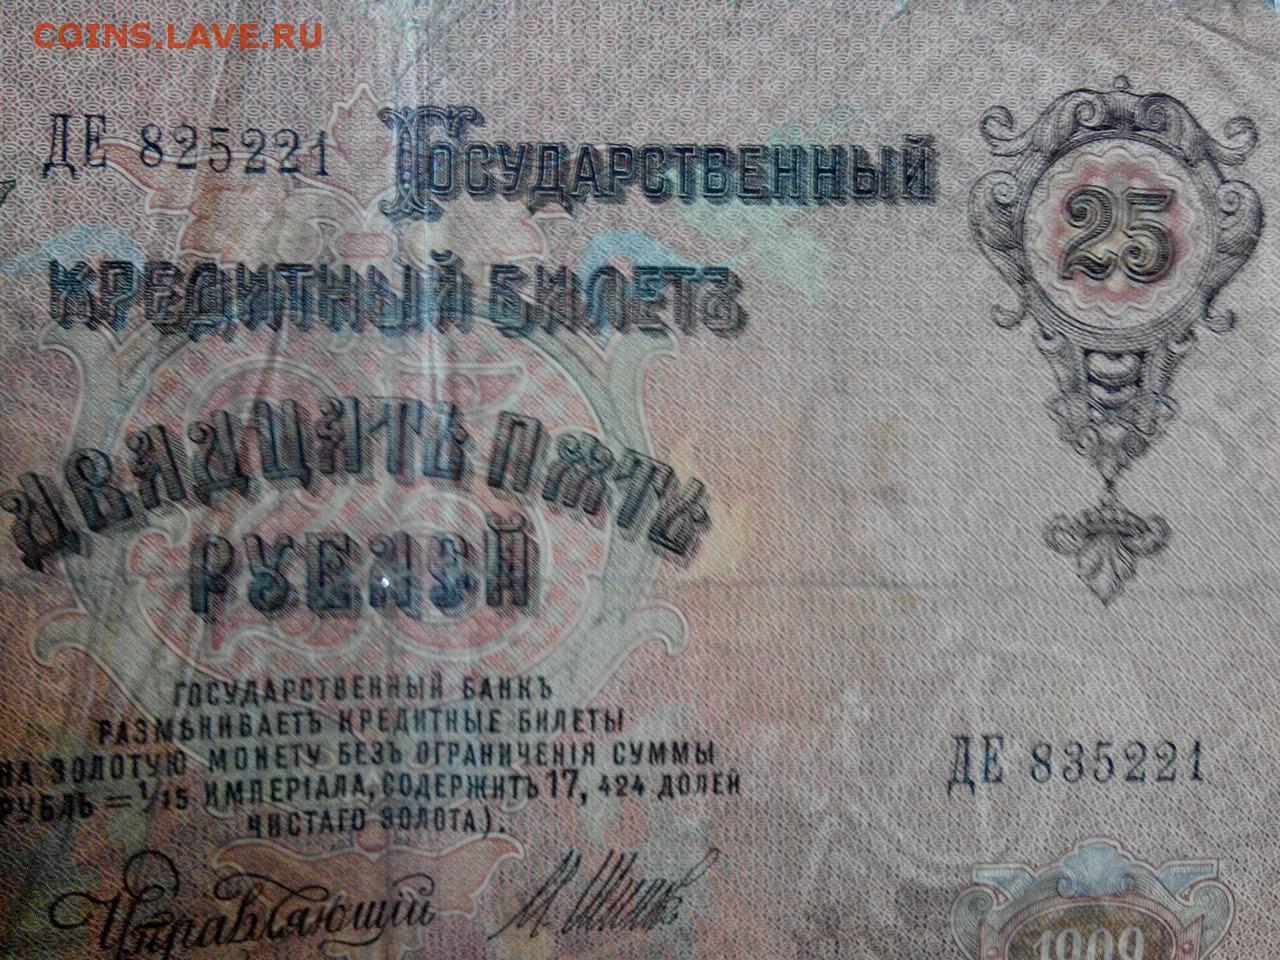 COINS.LAVE.RU
ДЕ 825221
ГОСУДАРСТВЕННЫЙ
25
КРЕДИТНЫЙ БИЛЕТЪ
ДВАДЦАТЬ ПЯТЬ
РУБЛЕЙ
ГОСУДАРСТВЕННЫЙ БАНКЪ
РАЗМѢНИВАЕТЪ КРЕДИТНЫЕ БИЛЕТЫ
НА ЗОЛОТУЮ МОНЕТУ БЕЗЪ ОГРАНИЧЕНІЯ СУММЫ
РУБЛЬ = 1/15 ИМПЕРІАЛА, СОДЕРЖИТЪ 17, 424 ДОЛЕЙ
ЧИСТАГО ЗОЛОТА).
ДЕ 835221
Управляющій И. Шипов
1909